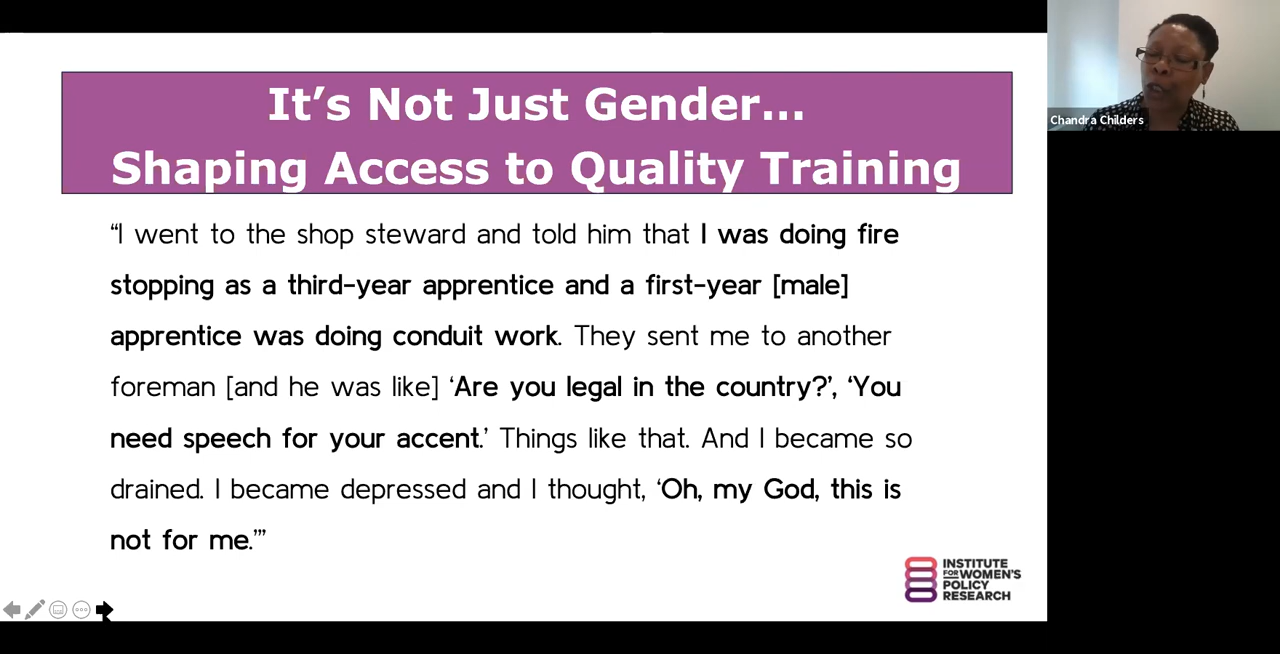 It’s Not Just Gender...
Shaping Access to Quality Training
“I went to the shop steward and told him that I was doing fire
stopping as a third-year apprentice and a first-year [male]
apprentice was doing conduit work. They sent me to another
foreman [and he was like] ‘Are you legal in the country?’, ‘You
need speech for your accent.’ Things like that. And I became so
drained. I became depressed and I thought, ‘Oh, my God, this is
not for me.’”
INSTITUTE
FOR WOMEN'S
POLICY
RESEARCH
Chandra Childers